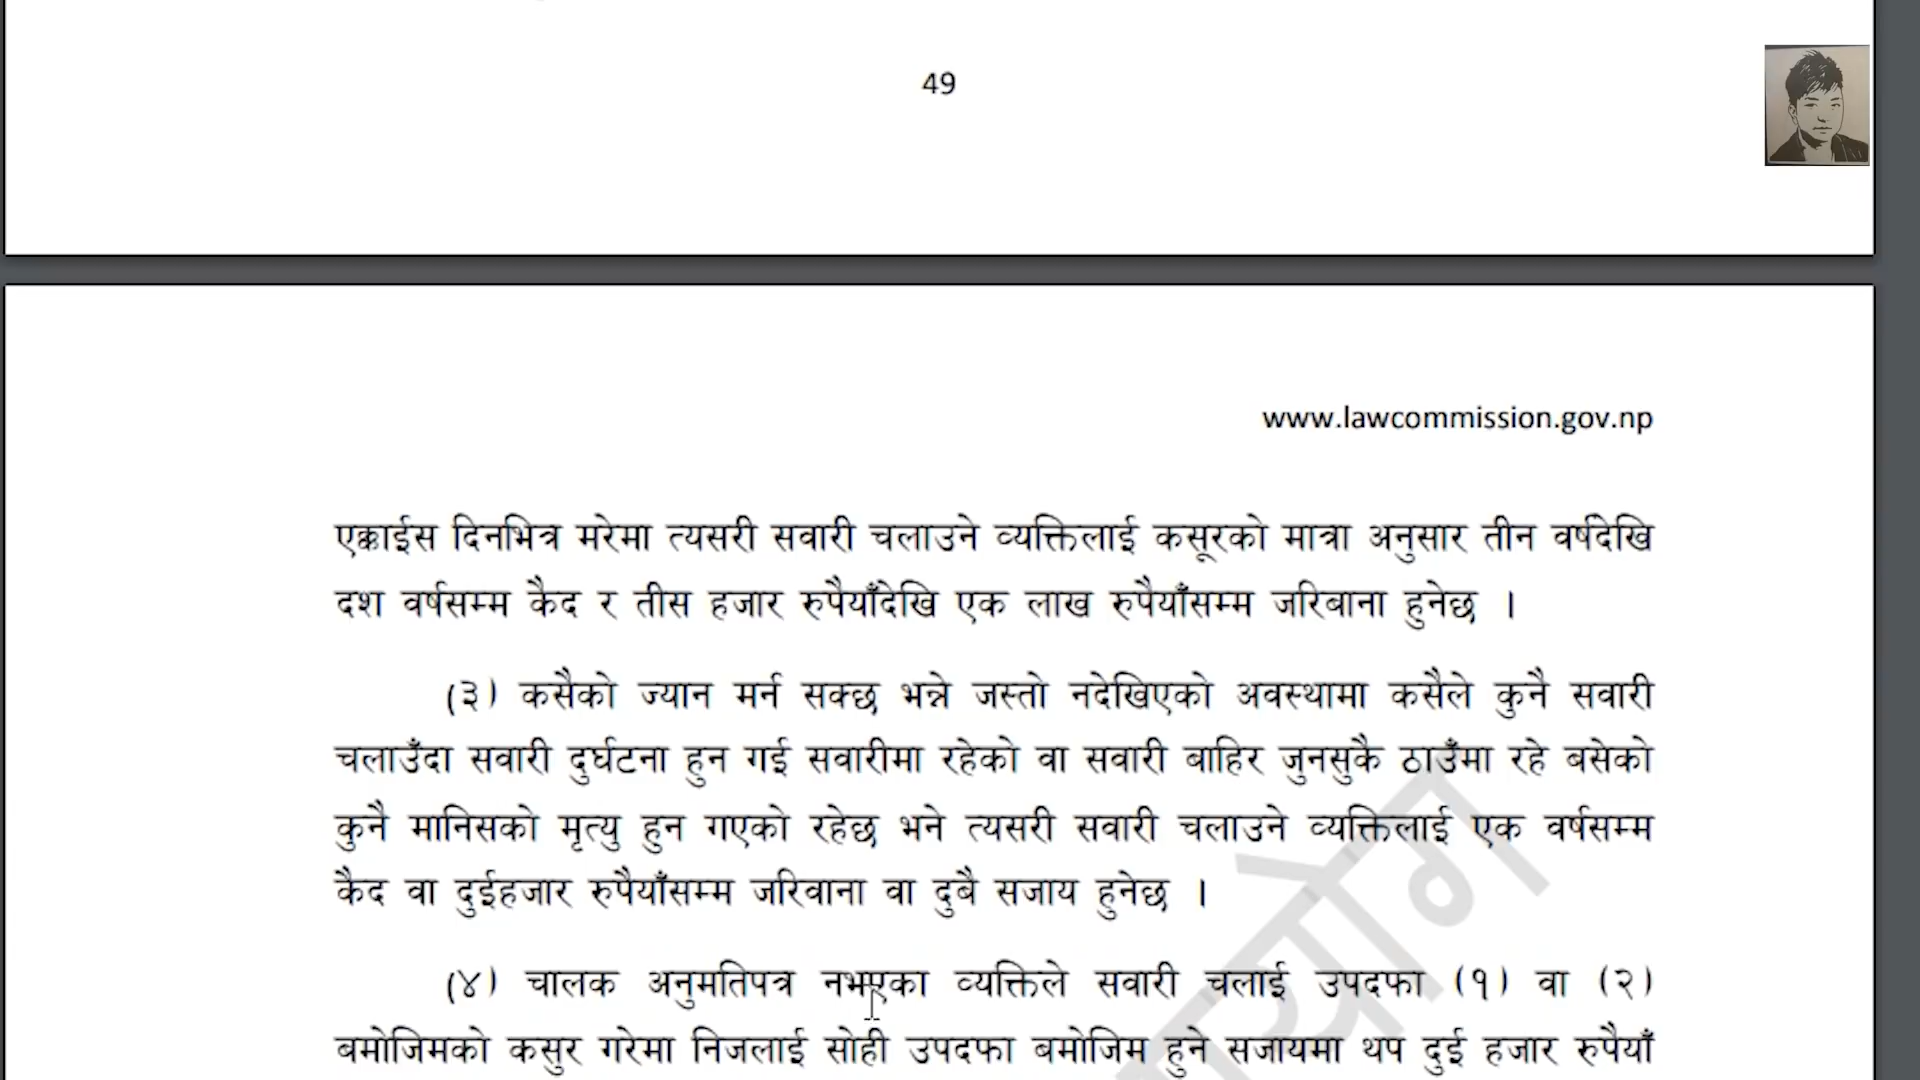 49
www.lawcommission.gov.np
एक्काईस दिनभित्र मरेमा त्यसरी सवारी चलाउने व्यक्तिलाई कसूरको मात्रा अनुसार तीन वर्षदेखि
दश वर्षसम्म कैद र तीस हजार रुपैयाँदेखि एक लाख रुपैयाँसम्म जरिबाना हुनेछ ।
(३) कसैको ज्यान मर्न सक्छ भन्ने जस्तो नदेखिएको अवस्थामा कसैले कुनै सवारी
चलाउँदा सवारी दुर्घटना हुन गई सवारीमा रहेको वा सवारी बाहिर जुनसुकै ठाउँमा रहे बसेको
कुनै मानिसको मृत्यु हुन गएको रहेछ भने त्यसरी सवारी चलाउने व्यक्तिलाई एक वर्षसम्म
कैद वा दुईहजार रुपैयाँसम्म जरिवाना वा दुबै सजाय हुनेछ ।
(४) चालक अनुमतिपत्र नभएका व्यक्तिले सवारी चलाई उपदफा (१) वा (२)
बमोजिमको कसुर गरेमा निजलाई सोही उपदफा बमोजिम हुने सजायमा थप दुई हजार रुपैयाँ